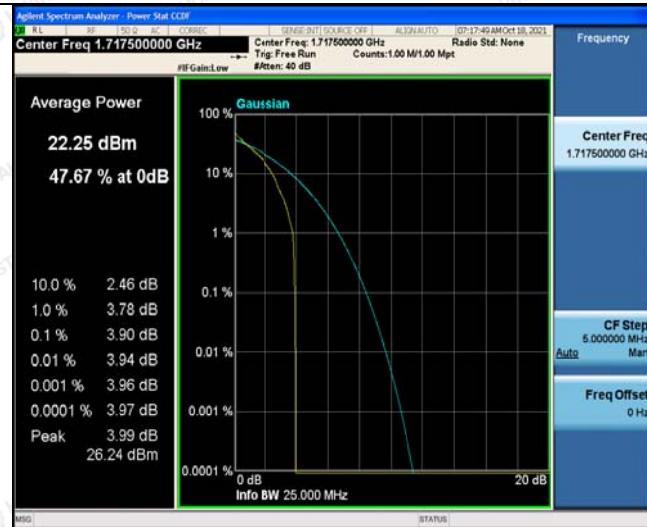 Agilent Spectrum Analyzer - Power Stat CCDF
RL RF 50 Ω AC CORREC SENSE:INT SOURCE OFF ALIGN AUTO 07:17:49 AM Oct 18, 2021
Center Freq 1.717500000 GHz
Center Freq: 1.717500000 GHz Radio Std: None
Trig: Free Run Counts:1.00 M/1.00 Mpt
#IFGain:Low #Atten: 40 dB
Frequency
Average Power
22.25 dBm
47.67 % at 0dB
10.0 % 2.46 dB
1.0 % 3.78 dB
0.1 % 3.90 dB
0.01 % 3.94 dB
0.001 % 3.96 dB
0.0001 % 3.97 dB
Peak 3.99 dB
26.24 dBm
Gaussian
100 %
10 %
1 %
0.1 %
0.01 %
0.001 %
0.0001 %
0 dB 20 dB
Info BW 25.000 MHz
Center Freq
1.717500000 GHz
CF Step
5.000000 MHz
Auto Man
Freq Offset
0 Hz
MSG STATUS